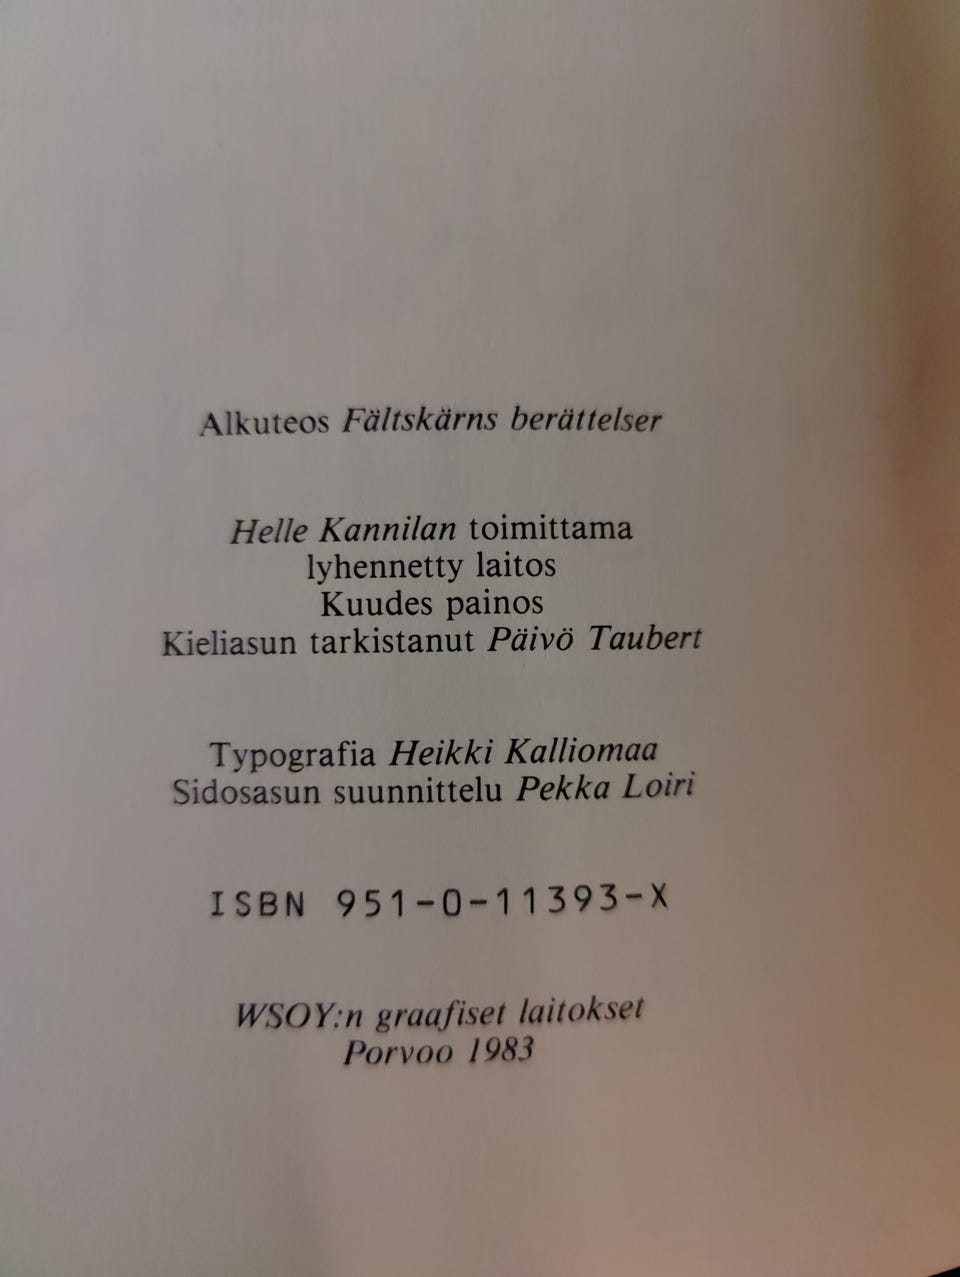 Alkuteos Fältskärns berättelser
Helle Kannilan toimittama
lyhennetty laitos
Kuudes painos
Kieliasun tarkistanut Päivö Taubert
Typografia Heikki Kalliomaa
Sidosasun suunnittelu Pekka Loiri
ISBN 951-0-11393-X
WSOY:n graafiset laitokset
Porvoo 1983